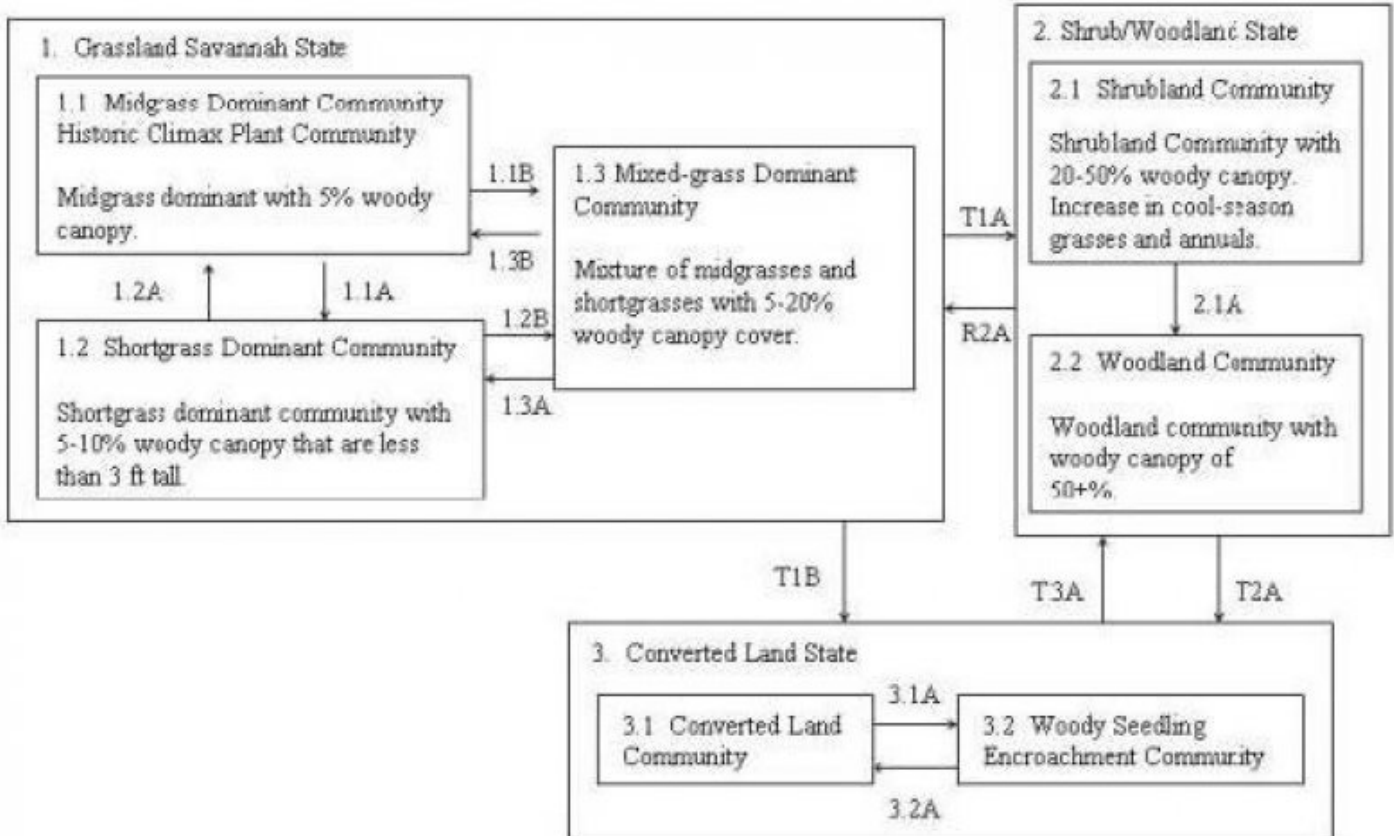 1. Grassland Savannah State
1.1 Midgrass Dominant Community
Historic Climax Plant Community
Midgrass dominant with 5% woody
canopy.
1.1B
1.3B
1.2A
1.1A
1.2 Shortgrass Dominant Community
Shortgrass dominant community with
5-10% woody canopy that are less
than 3 ft tall.
1.2B
1.3A
1.3 Mixed-grass Dominant
Community
Mixture of midgrasses and
shortgrasses with 5-20%
woody canopy cover.
T1A
R2A
2. Shrub/Woodland State
2.1 Shrubland Community
Shrubland Community with
20-50% woody canopy.
Increase in cool-season
grasses and annuals.
2.1A
2.2 Woodland Community
Woodland community with
woody canopy of
50+%.
T1B
T3A
T2A
3. Converted Land State
3.1 Converted Land
Community
3.1A
3.2A
3.2 Woody Seedling
Encroachment Community